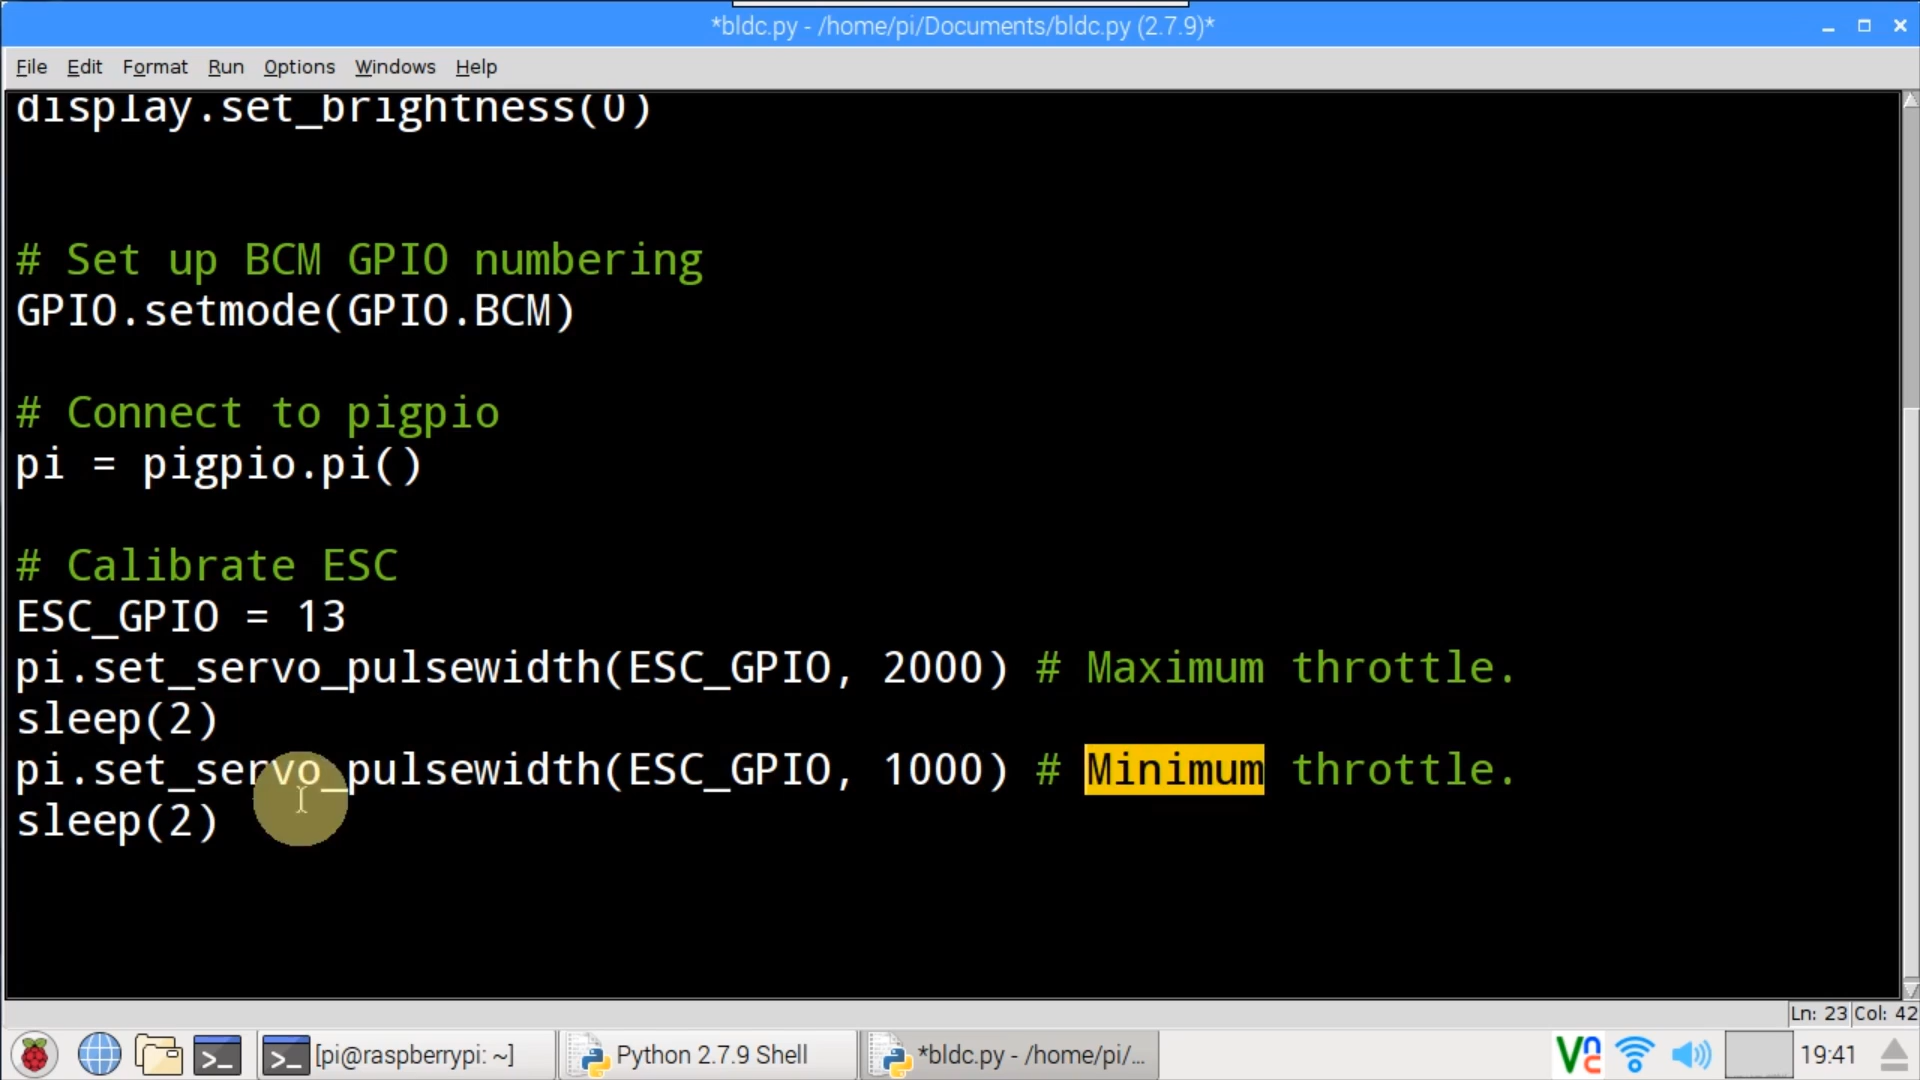 *bldc.py - /home/pi/Documents/bldc.py (2.7.9)*
File Edit Format Run Options Windows Help
display.set_brightness(0)
# Set up BCM GPIO numbering
GPIO.setmode(GPIO.BCM)
# Connect to pigpio
pi = pigpio.pi()
# Calibrate ESC
ESC_GPIO = 13
pi.set_servo_pulsewidth(ESC_GPIO, 2000) # Maximum throttle.
sleep(2)
pi.set_servo_pulsewidth(ESC_GPIO, 1000) # Minimum throttle.
sleep(2)
Ln: 23 Col: 42
[pi@raspberrypi: ~] Python 2.7.9 Shell *bldc.py - /home/pi/... 19:41